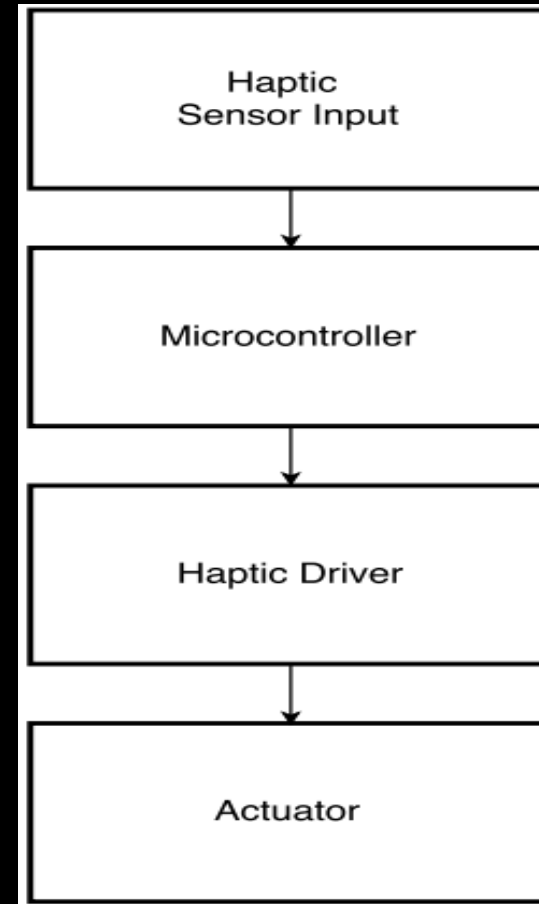 Haptic
Sensor Input
Microcontroller
Haptic Driver
Actuator